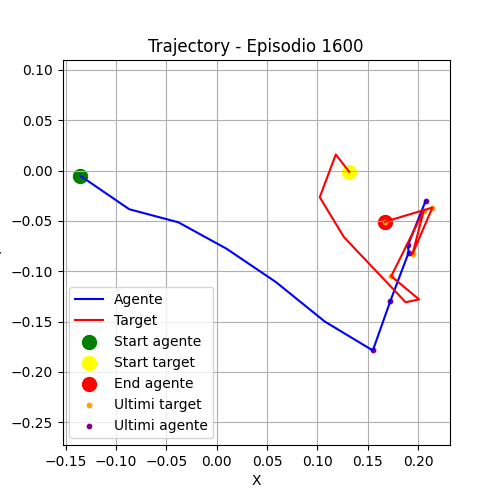 Trajectory - Episodio 1600
0.10
0.05
0.00
−0.05
−0.10
−0.15
−0.20
−0.25
Agente
Target
Start agente
Start target
End agente
Ultimi target
Ultimi agente
−0.15 −0.10 −0.05 0.00 0.05 0.10 0.15 0.20
X